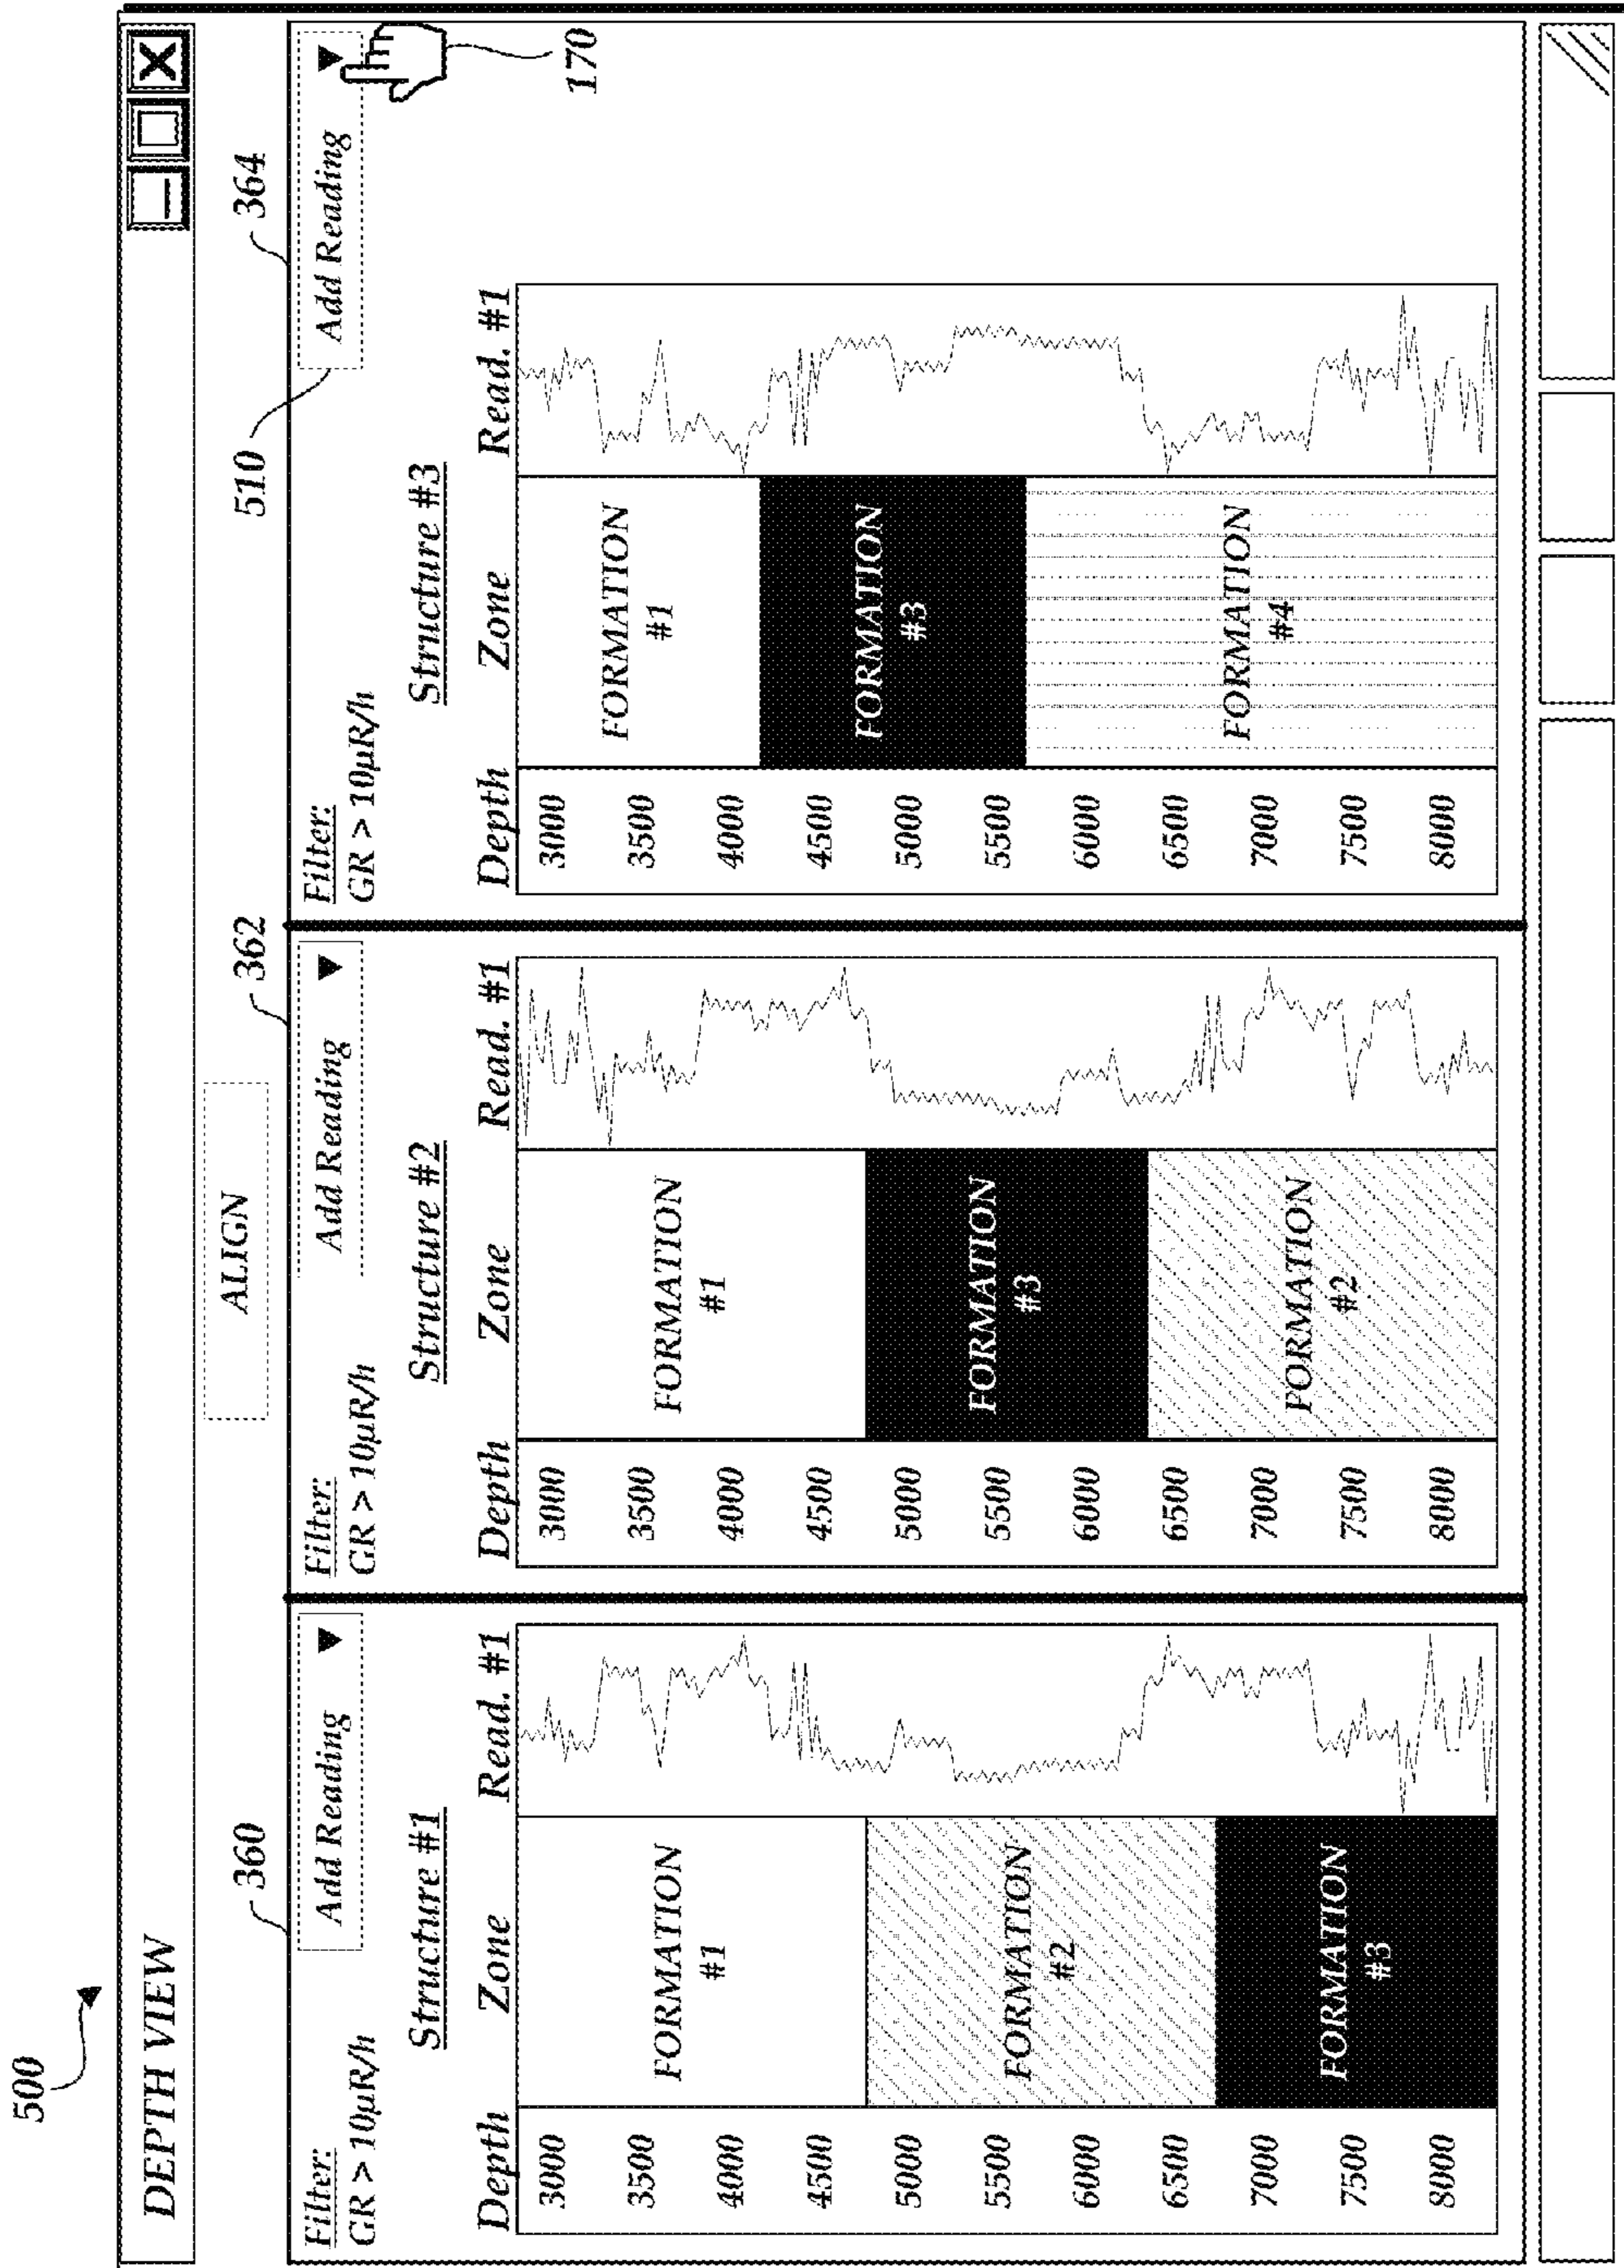 500
DEPTH VIEW
ALIGN
360
362
364
510
170
Filter:
GR > 10µR/h
Add Reading ▼
Structure #1
Depth Zone Read. #1
3000
3500
4000
4500
5000
5500
6000
6500
7000
7500
8000
FORMATION
#1
FORMATION
#2
FORMATION
#3
Filter:
GR > 10µR/h
Add Reading ▼
Structure #2
Depth Zone Read. #1
3000
3500
4000
4500
5000
5500
6000
6500
7000
7500
8000
FORMATION
#1
FORMATION
#3
FORMATION
#2
Filter:
GR > 10µR/h
Add Reading ▼
Structure #3
Depth Zone Read. #1
3000
3500
4000
4500
5000
5500
6000
6500
7000
7500
8000
FORMATION
#1
FORMATION
#3
FORMATION
#4